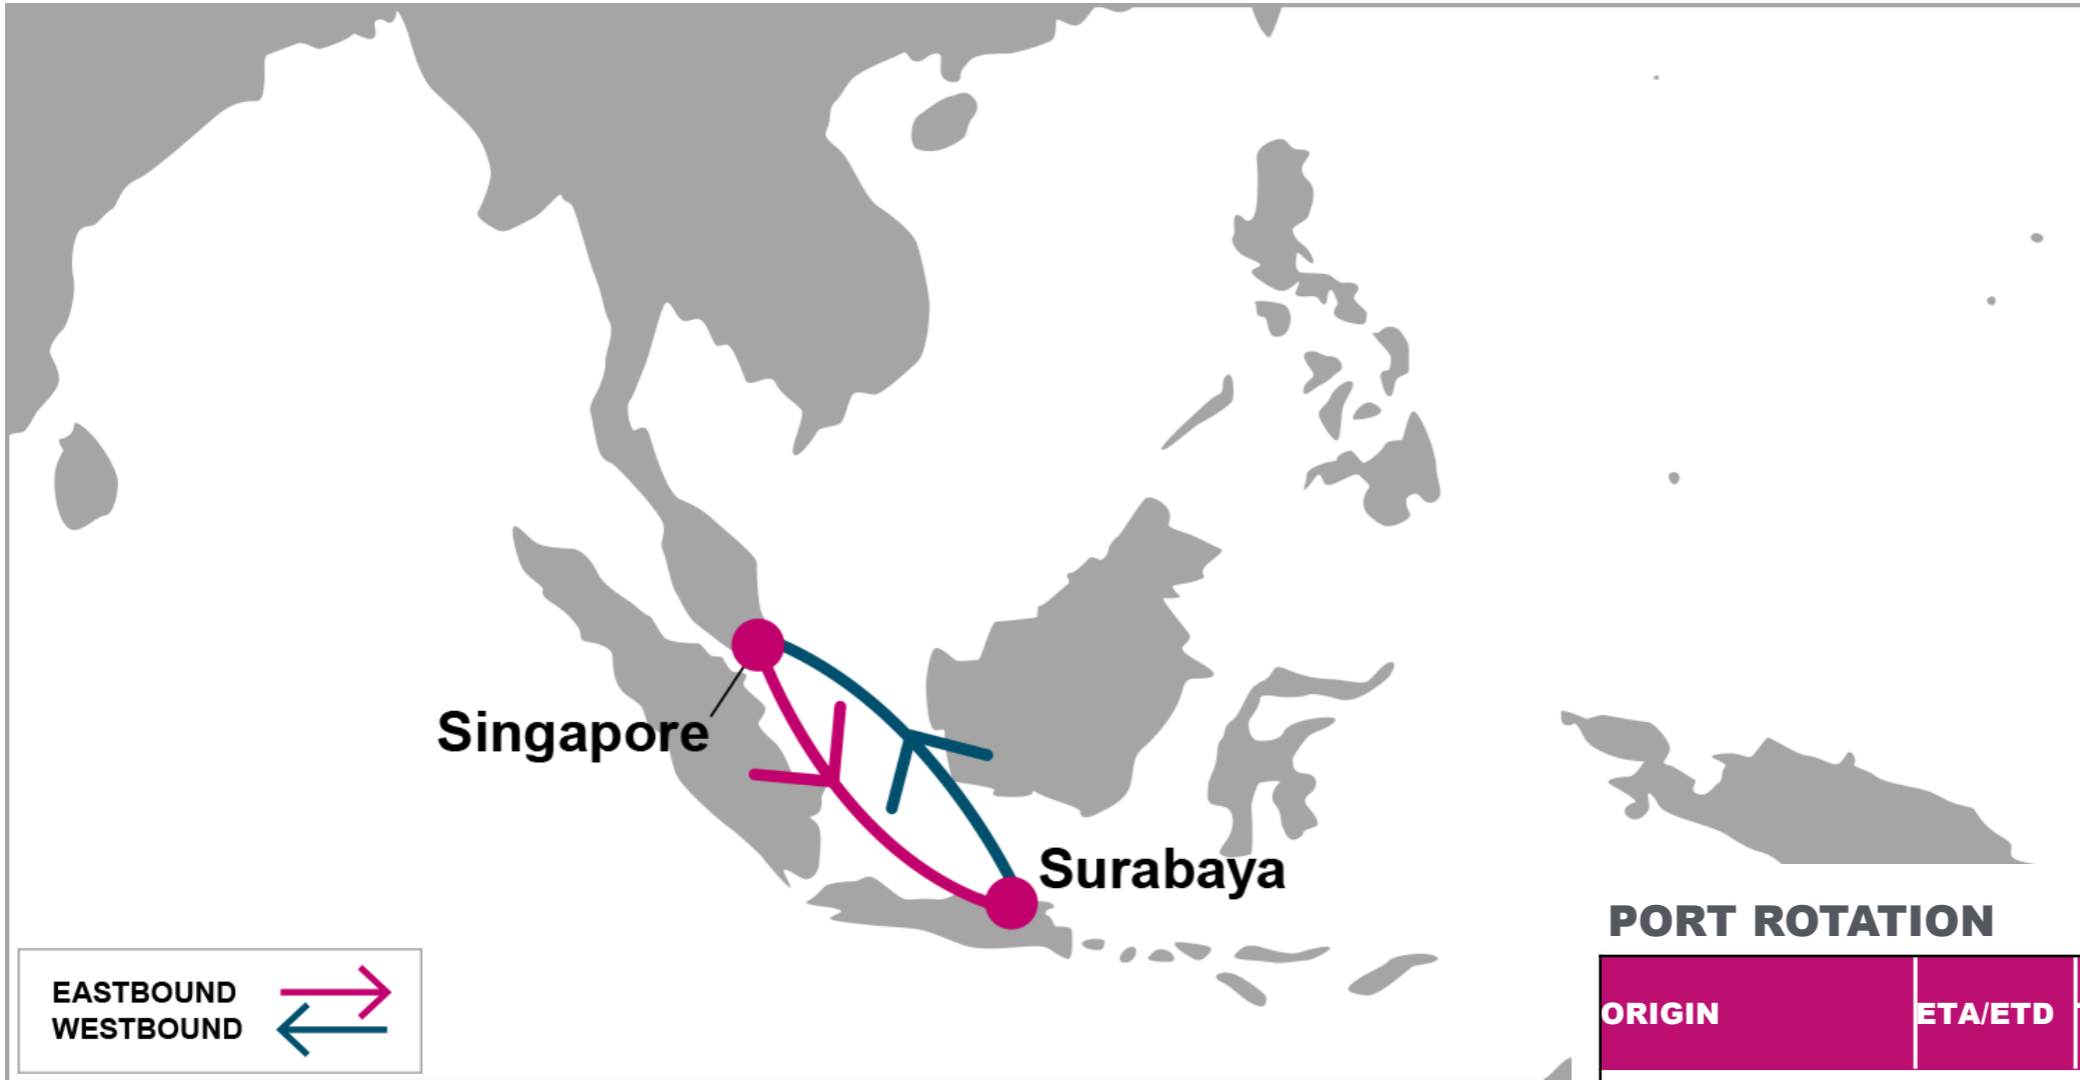 Singapore
Surabaya
EASTBOUND
WESTBOUND
PORT ROTATION
ORIGIN
ETA/ETD